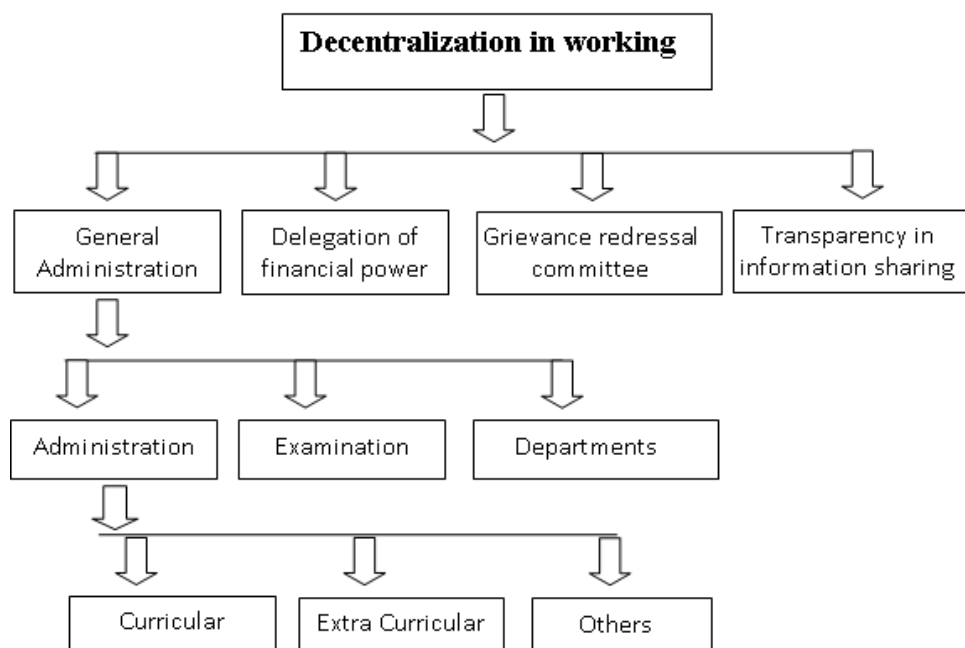 Decentralization in working
General
Administration
Delegation of
financial power
Grievance redressal
committee
Transparency in
information sharing
Administration
Examination
Departments
Curricular
Extra Curricular
Others